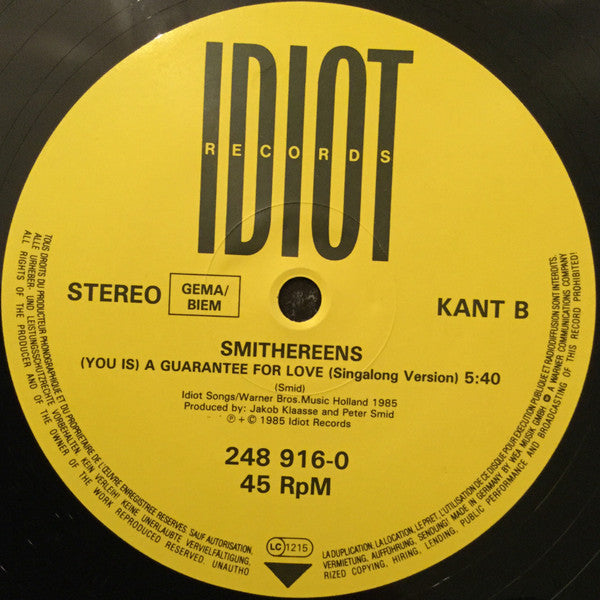 IDIOT
RECORDS
STEREO
GEMA/
BIEM
KANT B
SMITHEREENS
(YOU IS) A GUARANTEE FOR LOVE (Singalong Version) 5:40
(Smid)
Idiot Songs/Warner Bros.Music Holland 1985
Produced by: Jakob Klaasse and Peter Smid
℗ + © 1985 Idiot Records
248 916-0
45 RpM
LC 1215
TOUS DROITS DU PRODUCTEUR PHONOGRAPHIQUE ET DU PROPRIETAIRE DE L'ŒUVRE ENREGISTREE RESERVES. SAUF AUTORISATION,
LA DUPLICATION, LA LOCATION, LE PRET, L'UTILISATION DE CE DISQUE POUR EXECUTION PUBLIQUE ET RADIODIFFUSION SONT INTERDITS.
ALLE URHEBER- UND LEISTUNGSSCHUTZRECHTE VORBEHALTEN. KEIN VERLEIH! KEINE UNERLAUBTE VERVIELFÄLTIGUNG,
VERMIETUNG, AUFFÜHRUNG, SENDUNG! MADE IN GERMANY BY WEA MUSIK GMBH A WARNER COMMUNICATIONS COMPANY
ALL RIGHTS OF THE PRODUCER AND OF THE OWNER OF THE WORK REPRODUCED RESERVED. UNAUTHO
RIZED COPYING, HIRING, LENDING, PUBLIC PERFORMANCE AND BROADCASTING OF THIS RECORD PROHIBITED!